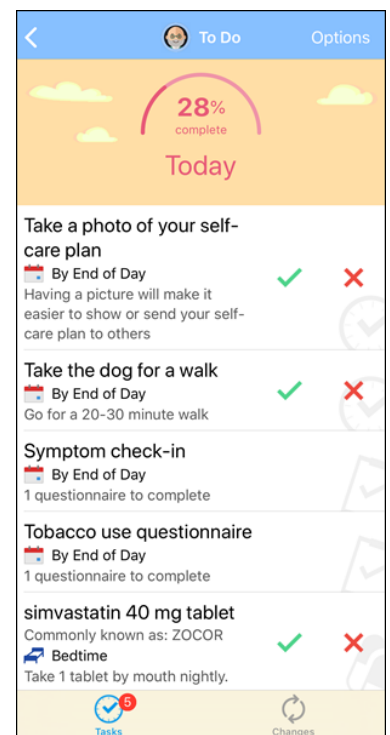 To Do
Options
28%
complete
Today
Take a photo of your self-
care plan
By End of Day
Having a picture will make it
easier to show or send your self-
care plan to others
Take the dog for a walk
By End of Day
Go for a 20-30 minute walk
Symptom check-in
By End of Day
1 questionnaire to complete
Tobacco use questionnaire
By End of Day
1 questionnaire to complete
simvastatin 40 mg tablet
Commonly known as: ZOCOR
Bedtime
Take 1 tablet by mouth nightly.
5
Tasks
Changes